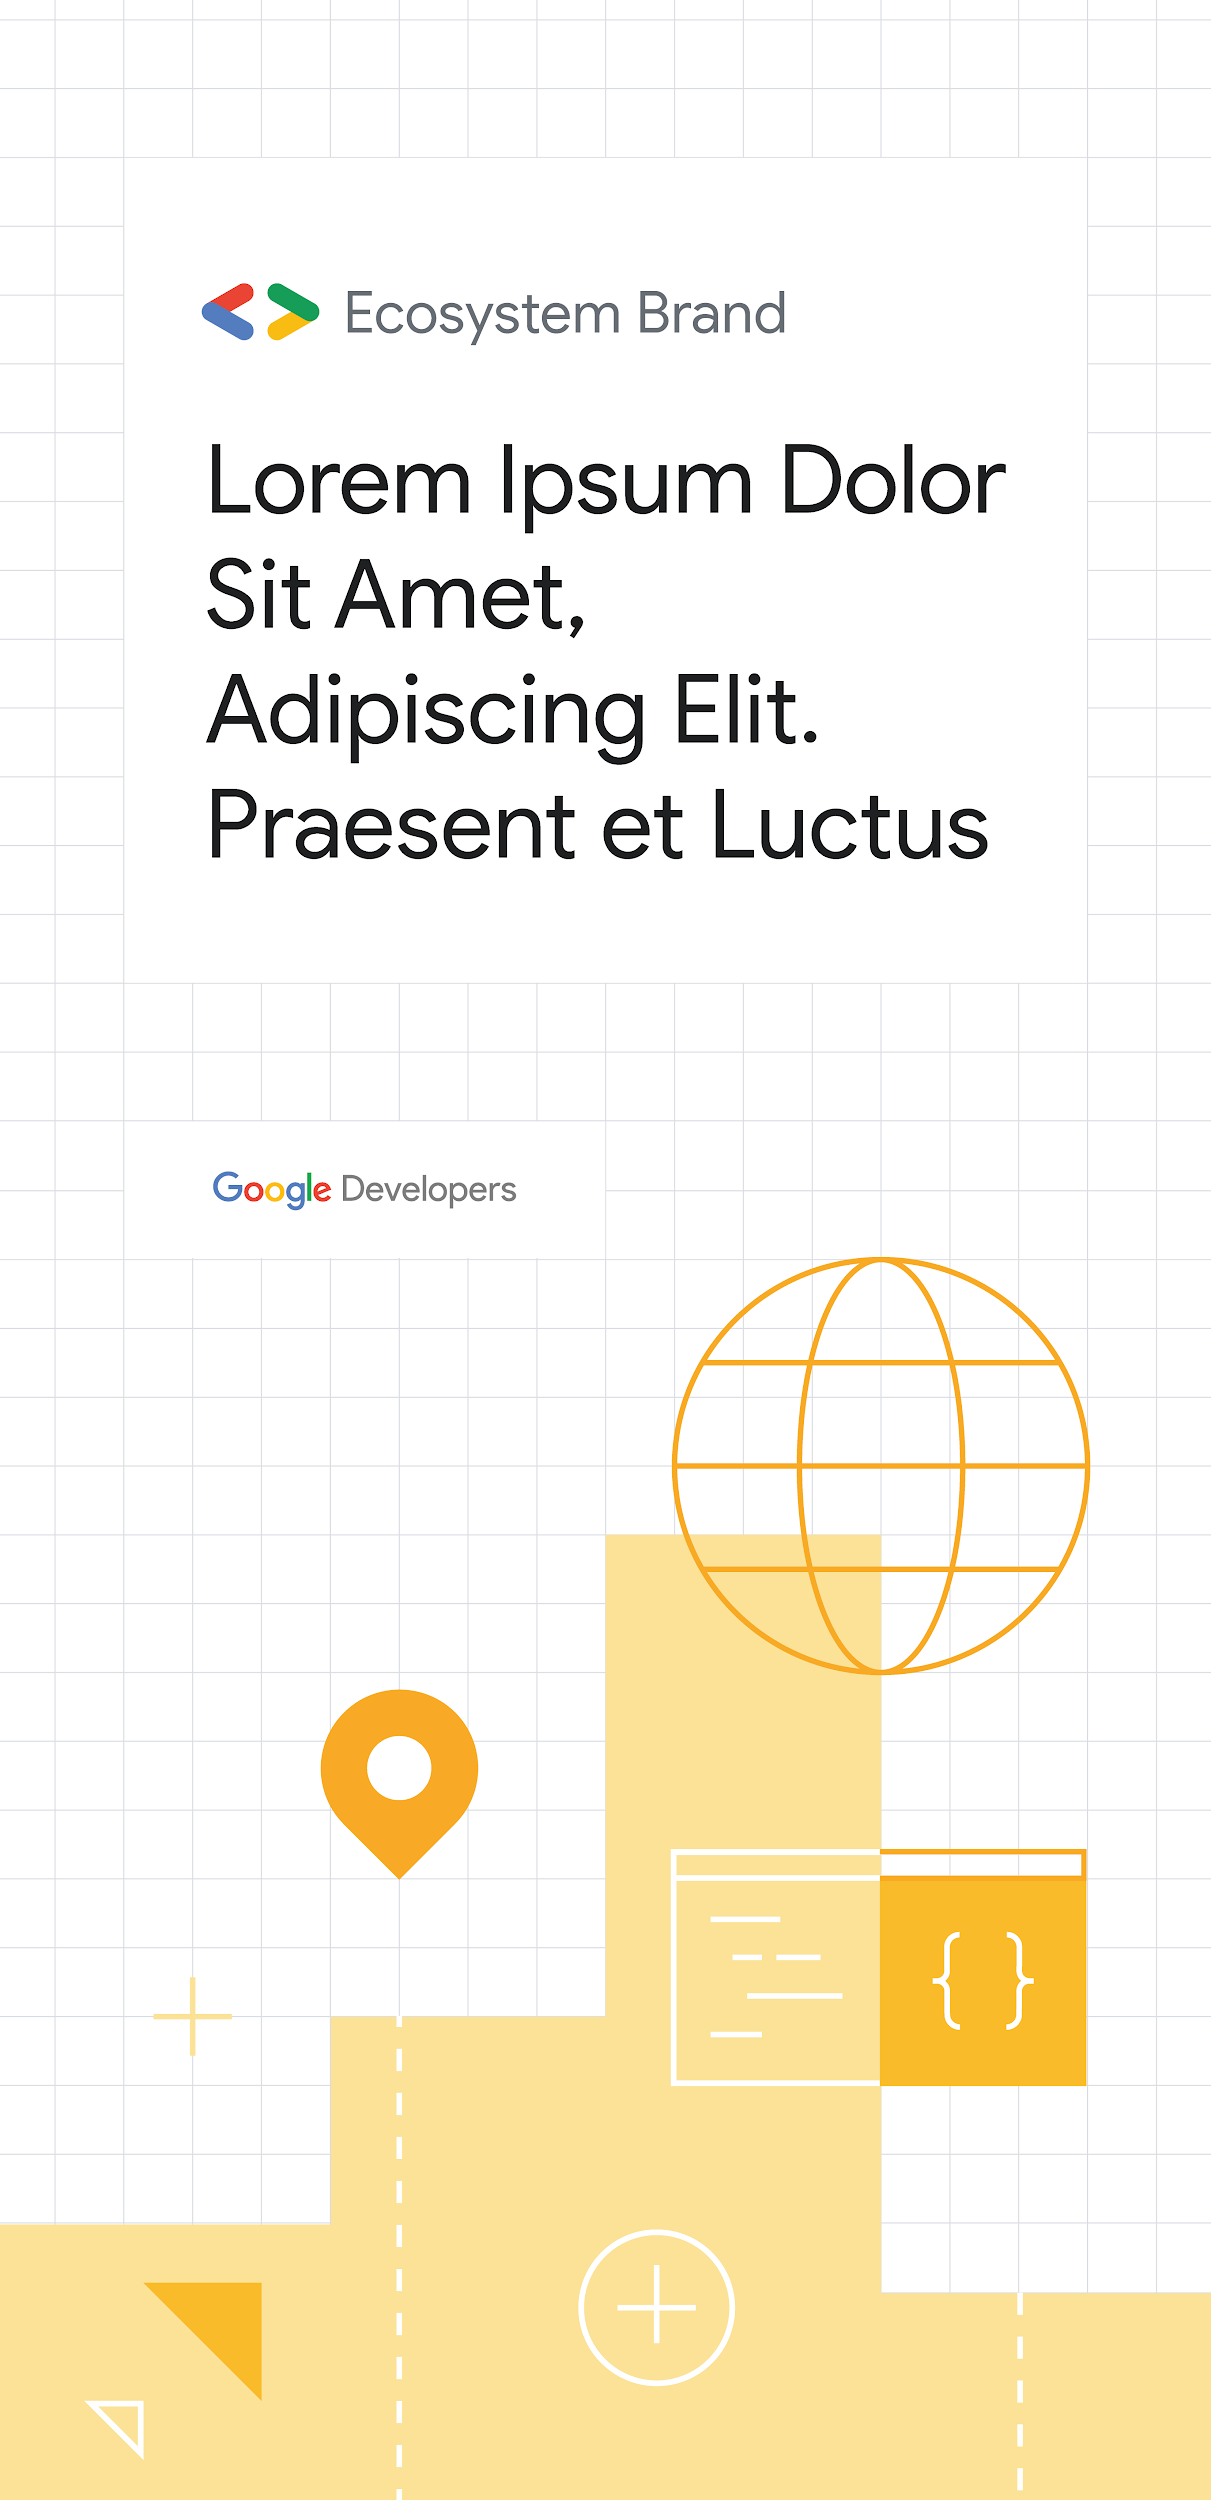 Ecosystem Brand
Lorem Ipsum Dolor
Sit Amet,
Adipiscing Elit.
Praesent et Luctus
Google Developers
{ }